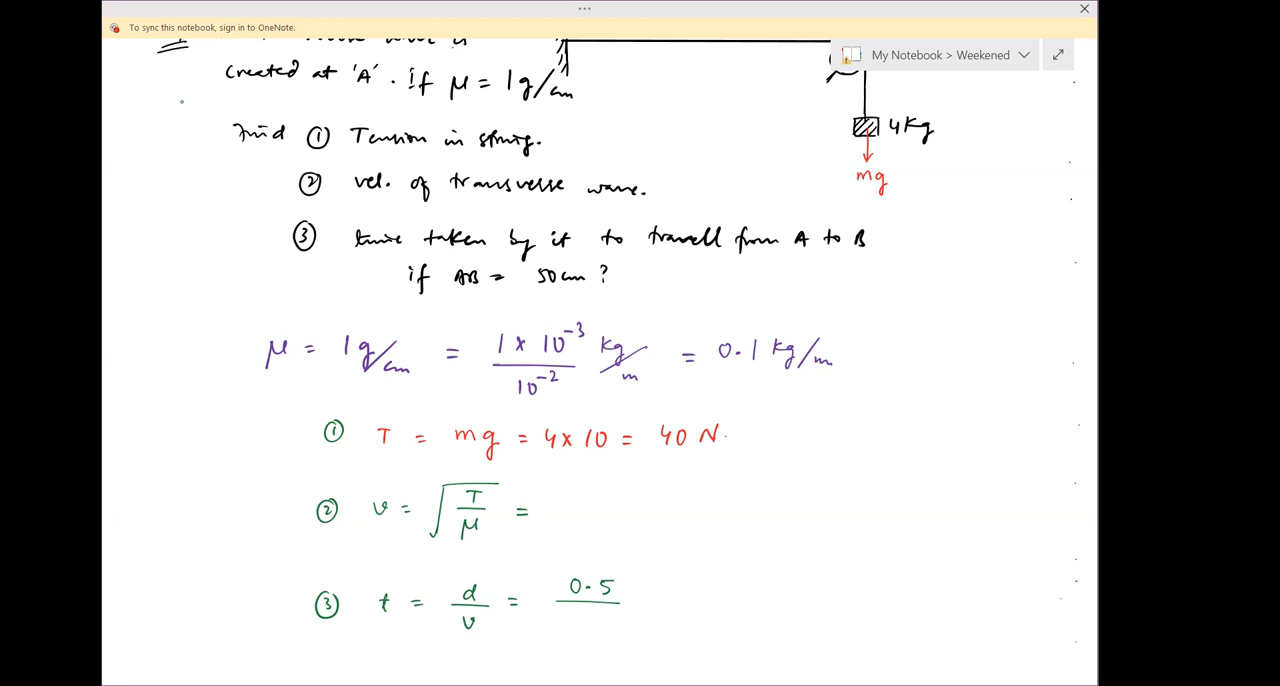 To sync this notebook, sign in to OneNote.
My Notebook > Weekened
created at 'A'. if μ = 1g/cm
4Kg
mg
Find ① Tension in string.
② vel. of transverse wave.
③ time taken by it to travell from A to B
if AB = 50cm ?
μ = 1g/cm = 1 × 10⁻³ / 10⁻² kg/m = 0.1 kg/m
① T = mg = 4 × 10 = 40 N.
② v = √(T/μ) =
③ t = d/v = 0.5